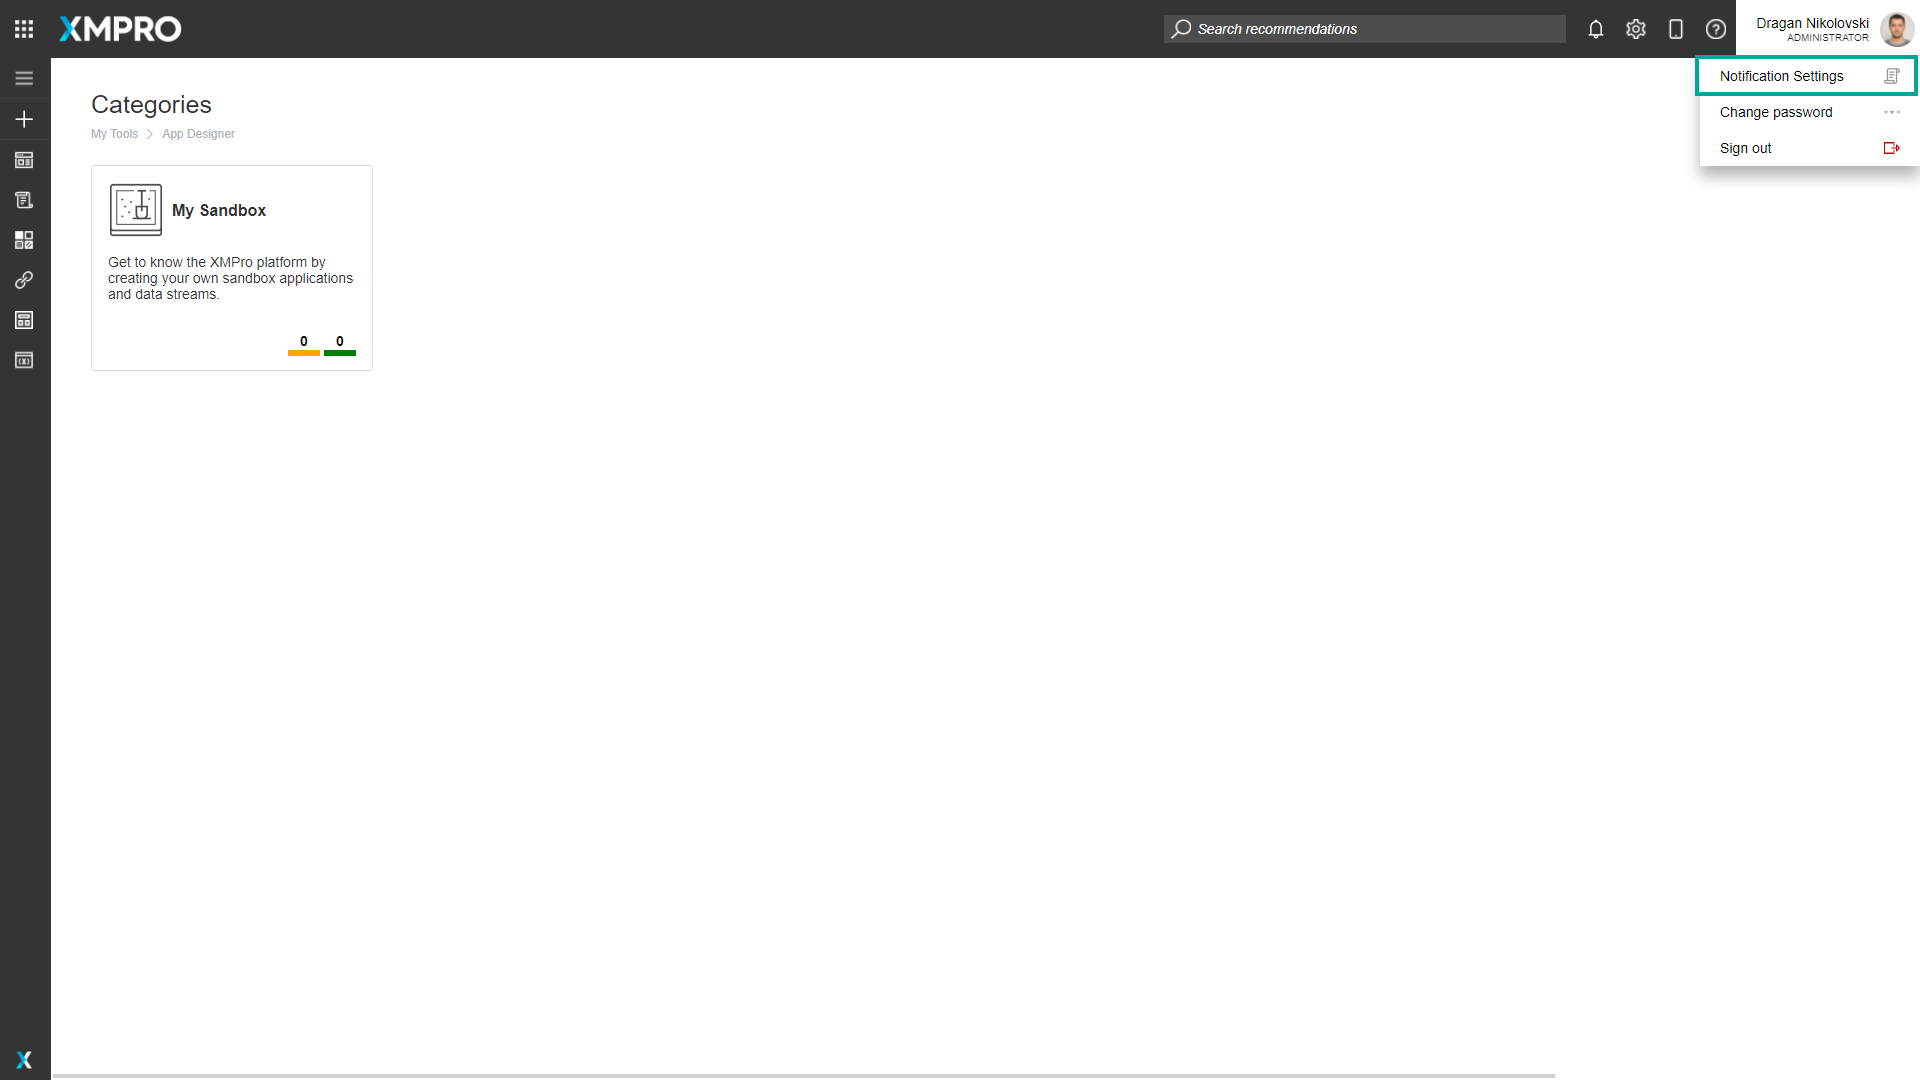 XMPRO
Search recommendations
Dragan Nikolovski
ADMINISTRATOR
Notification Settings
Change password
Sign out
Categories
My Tools
App Designer
My Sandbox
Get to know the XMPro platform by
creating your own sandbox applications
and data streams.
0 0